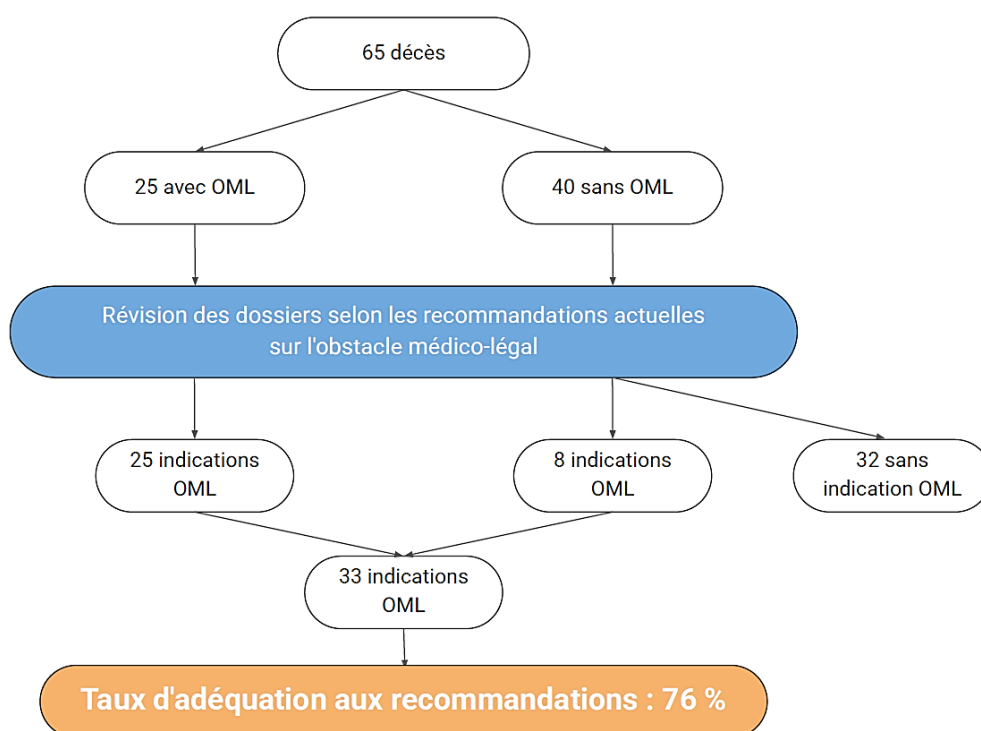 65 décès
25 avec OML
40 sans OML
Révision des dossiers selon les recommandations actuelles
sur l'obstacle médico-légal
25 indications
OML
8 indications
OML
32 sans
indication OML
33 indications
OML
Taux d'adéquation aux recommandations : 76 %